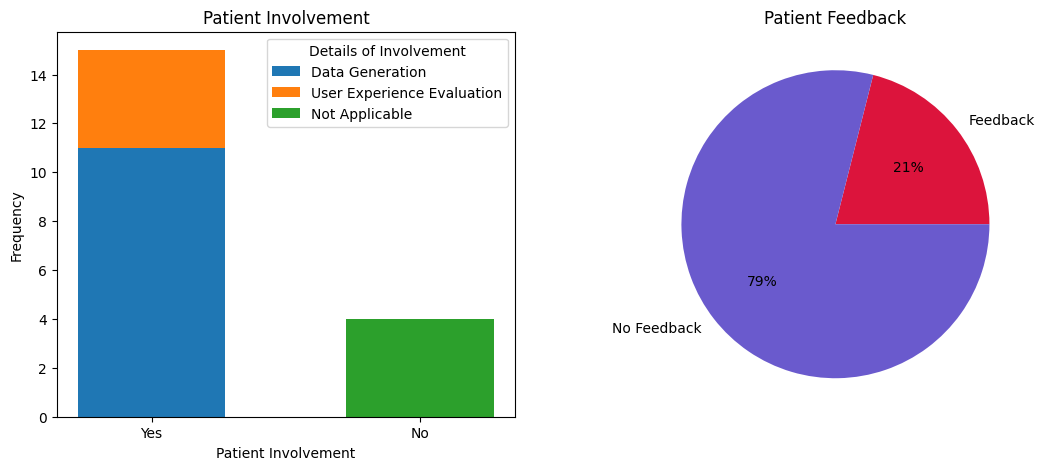 Patient Involvement
Details of Involvement
Data Generation
User Experience Evaluation
Not Applicable
Frequency
14
12
10
8
6
4
2
0
Yes
No
Patient Involvement
Patient Feedback
Feedback
21%
79%
No Feedback